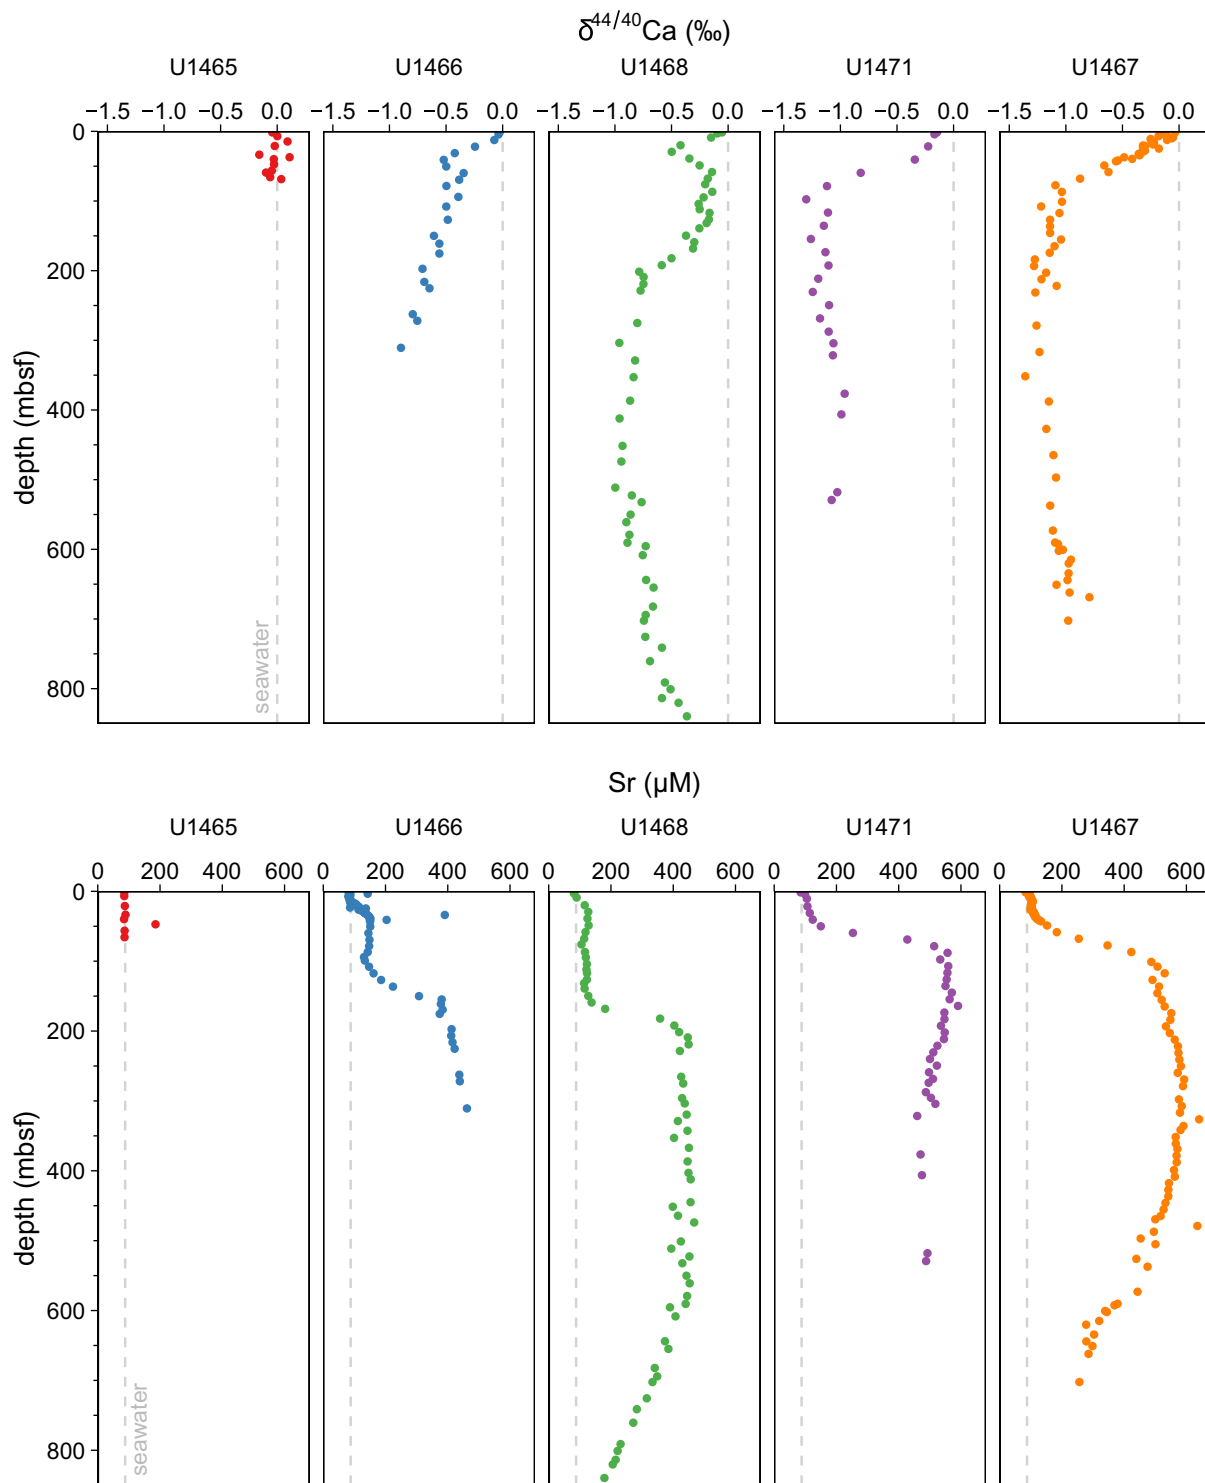 δ44/40Ca (‰)
U1465 U1466 U1468 U1471 U1467
−1.5 −1.0 −0.5 0.0 −1.5 −1.0 −0.5 0.0 −1.5 −1.0 −0.5 0.0 −1.5 −1.0 −0.5 0.0 −1.5 −1.0 −0.5 0.0
0
200
400
600
800
depth (mbsf)
seawater
Sr (µM)
U1465 U1466 U1468 U1471 U1467
0 200 400 600 0 200 400 600 0 200 400 600 0 200 400 600 0 200 400 600
0
200
400
600
800
depth (mbsf)
seawater